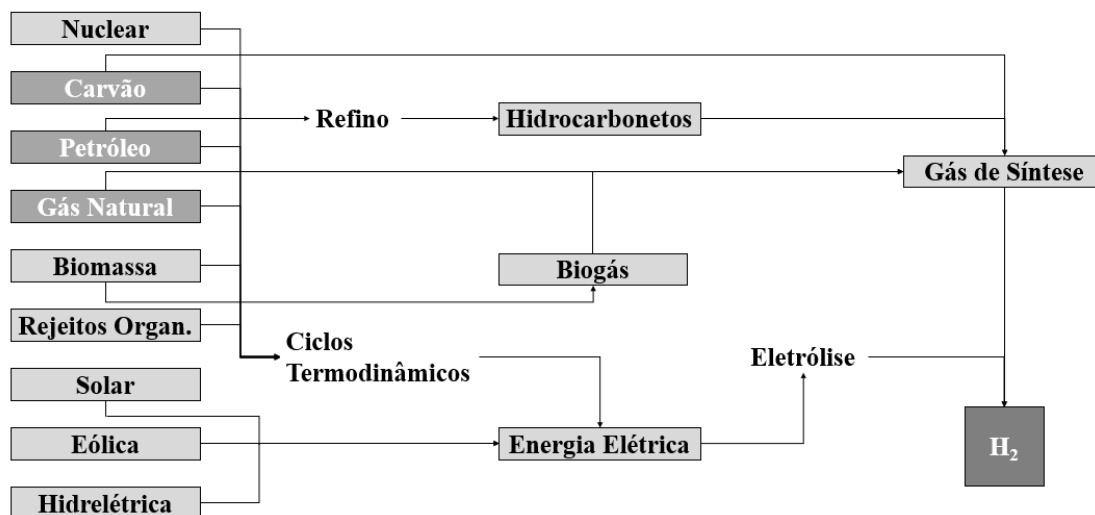 Nuclear
Carvão
Petróleo
Gás Natural
Biomassa
Rejeitos Organ.
Solar
Eólica
Hidrelétrica
Refino
Hidrocarbonetos
Gás de Síntese
Biogás
Ciclos
Termodinâmicos
Eletrólise
Energia Elétrica
H₂